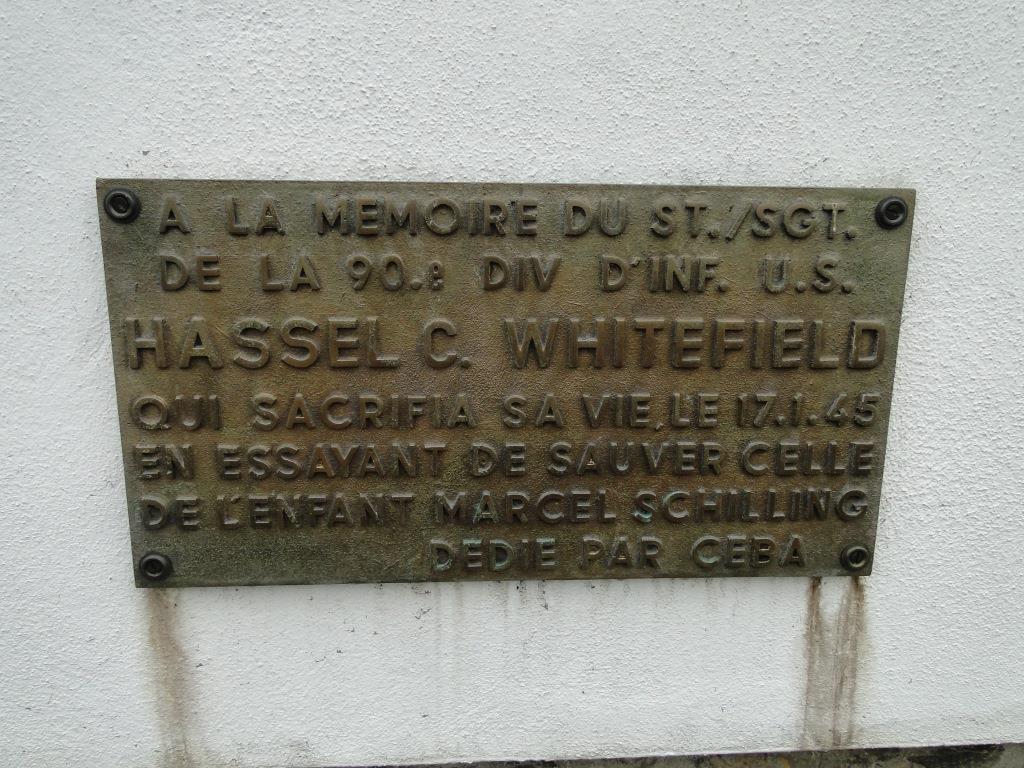 A LA MEMOIRE DU ST./SGT.
DE LA 90.e DIV D'INF. U.S.
HASSEL C. WHITEFIELD
QUI SACRIFIA SA VIE, LE 17.1.45
EN ESSAYANT DE SAUVER CELLE
DE L'ENFANT MARCEL SCHILLING
DEDIE PAR CEBA